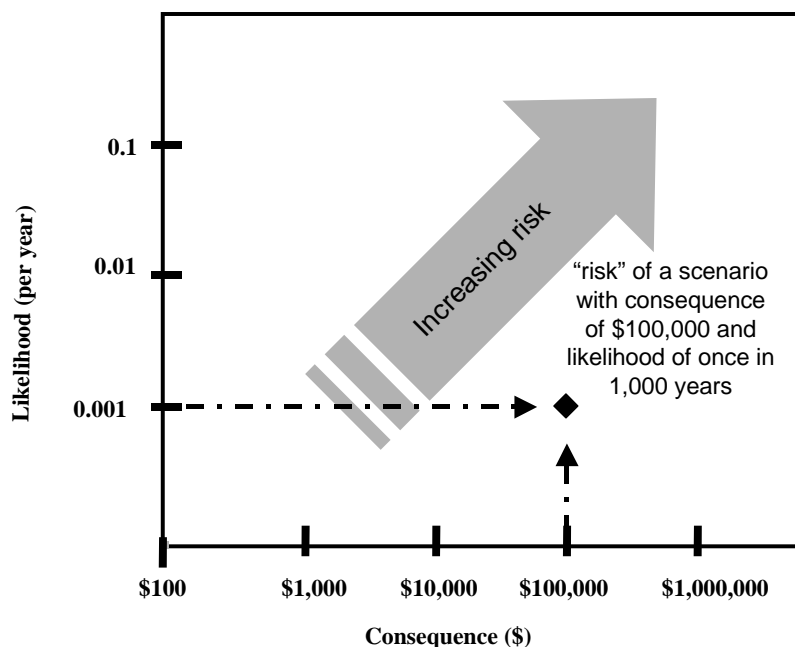 0.1
0.01
0.001
Likelihood (per year)
Increasing risk
“risk” of a scenario
with consequence
of $100,000 and
likelihood of once in
1,000 years
$100
$1,000
$10,000
$100,000
$1,000,000
Consequence ($)